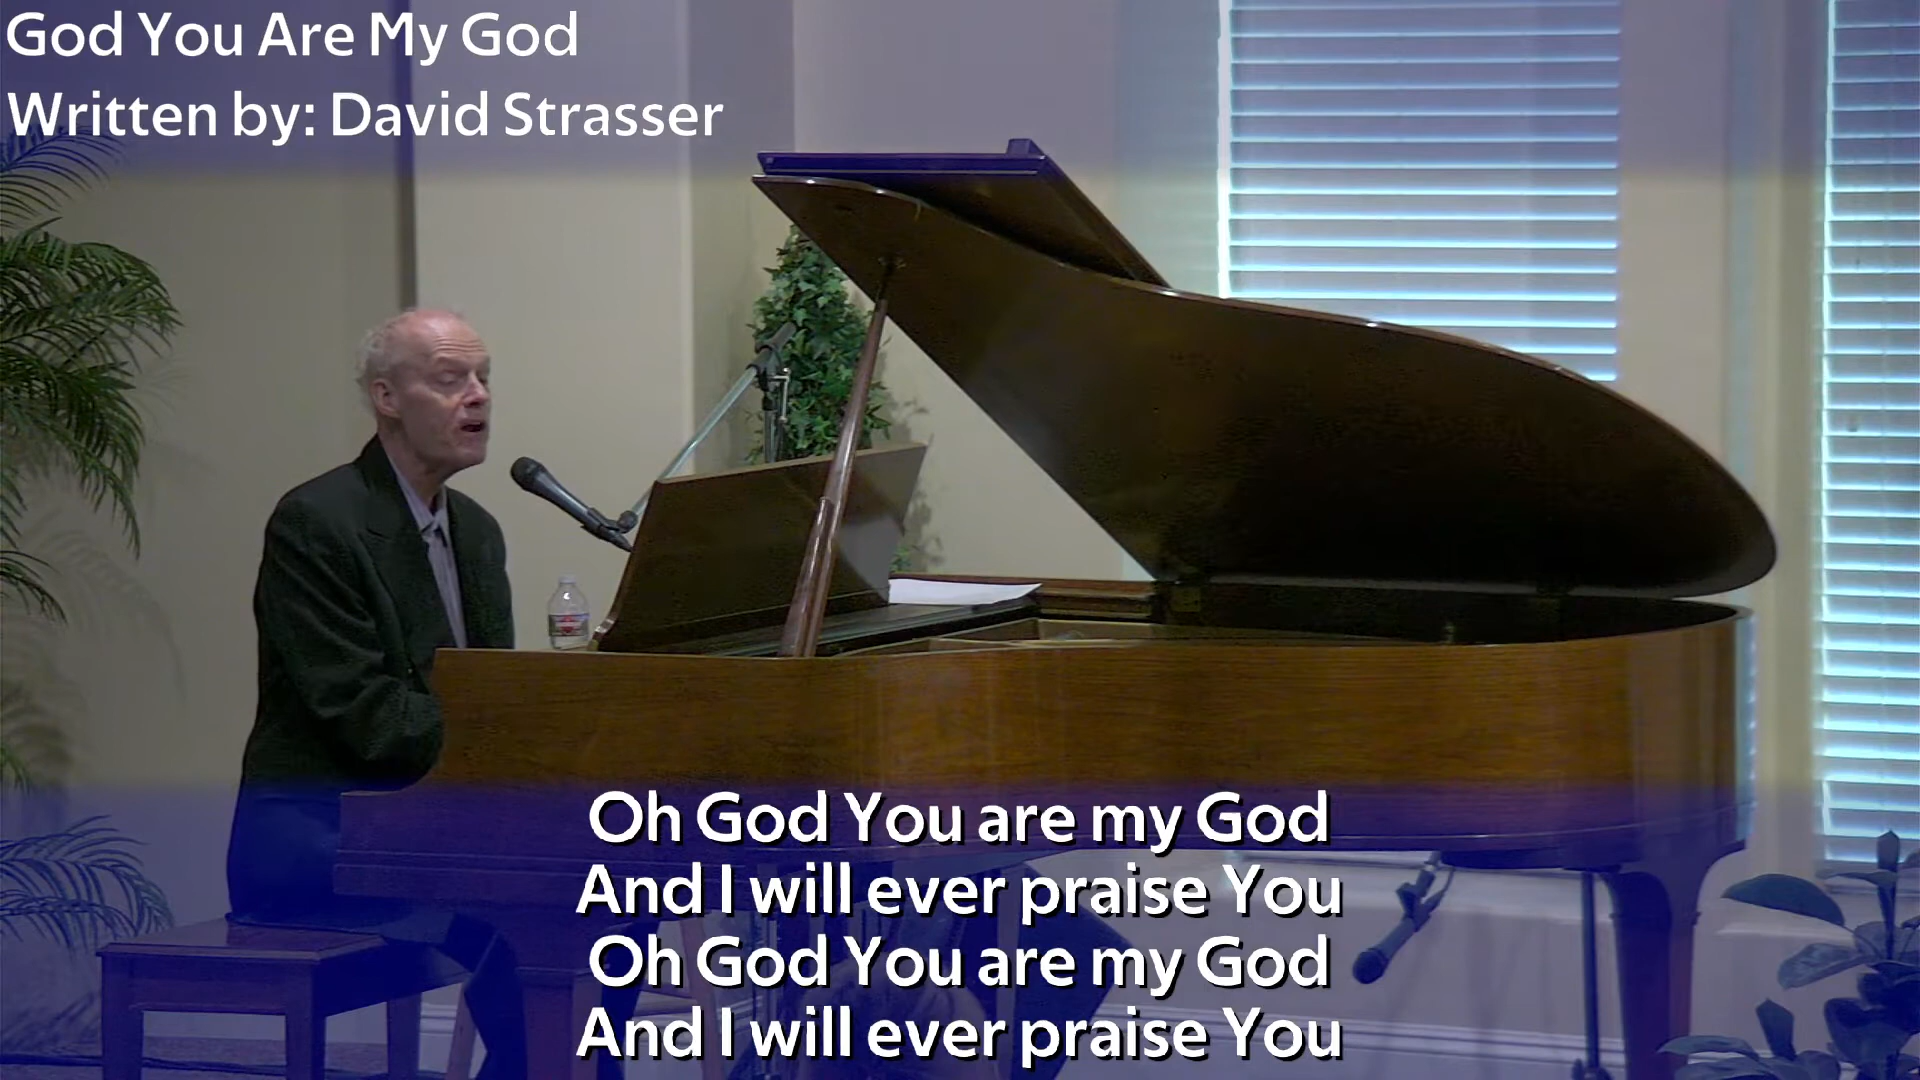 God You Are My God
Written by: David Strasser
Oh God You are my God
And I will ever praise You
Oh God You are my God
And I will ever praise You